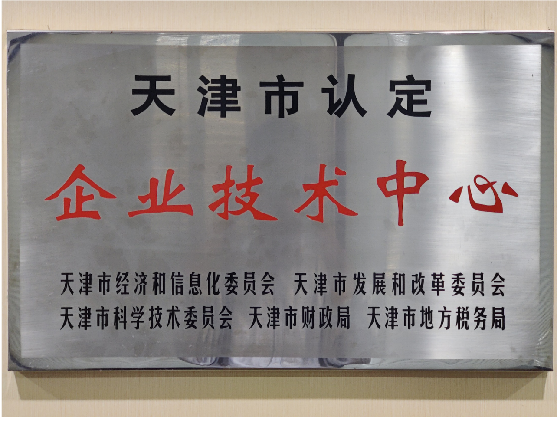 天津市认定
企业技术中心
天津市经济和信息化委员会 天津市发展和改革委员会
天津市科学技术委员会 天津市财政局 天津市地方税务局